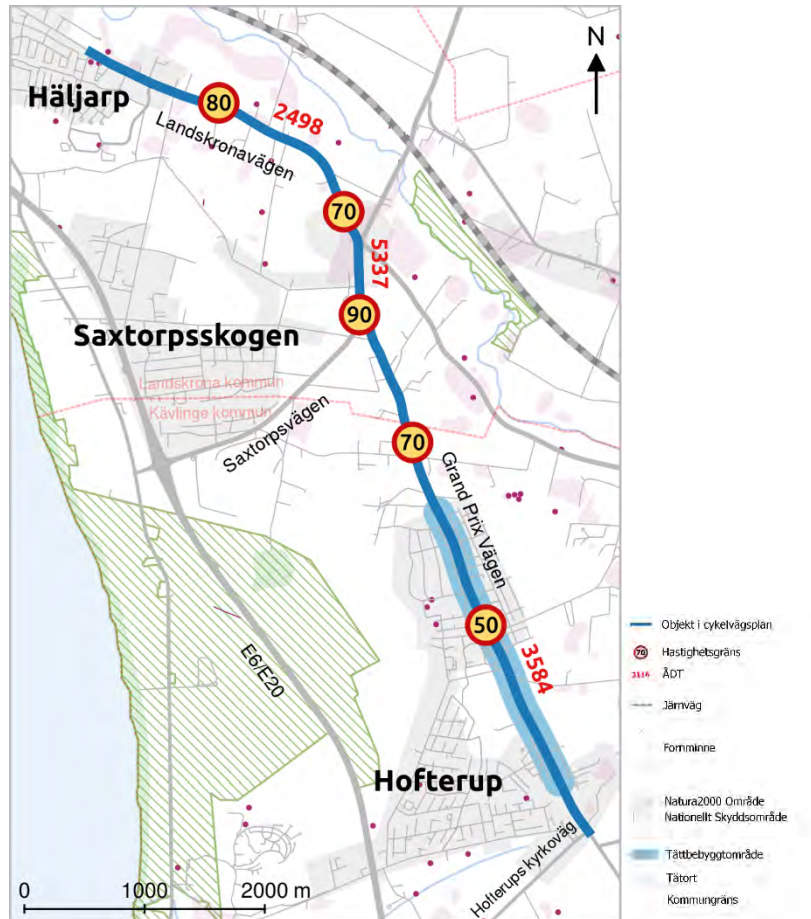 N
Häljarp
80
2498
Landskronavägen
70
5337
90
Saxtorpsskogen
Landskrona kommun
Kävlinge kommun
Saxtorpsvägen
70
Grand Prix Vägen
50
3584
E6/E20
Hofterup
Hofterups kyrkoväg
0 1000 2000 m
Objekt i cykelvägsplan
70 Hastighetsgräns
3116 ÅDT
Järnväg
Fornminne
Natura2000 Område
Nationellt Skyddsområde
Tättbebyggtområde
Tätort
Kommungräns